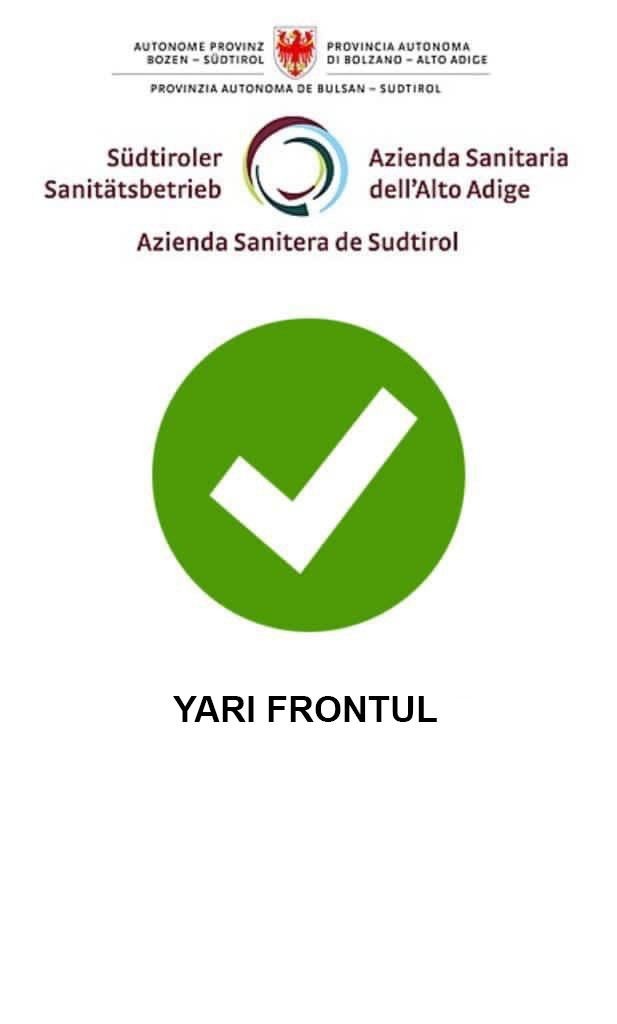 AUTONOME PROVINZ
BOZEN – SÜDTIROL
PROVINCIA AUTONOMA
DI BOLZANO – ALTO ADIGE
PROVINZIA AUTONOMA DE BULSAN – SUDTIROL
Südtiroler
Sanitätsbetrieb
Azienda Sanitaria
dell'Alto Adige
Azienda Sanitera de Sudtirol
YARI FRONTUL